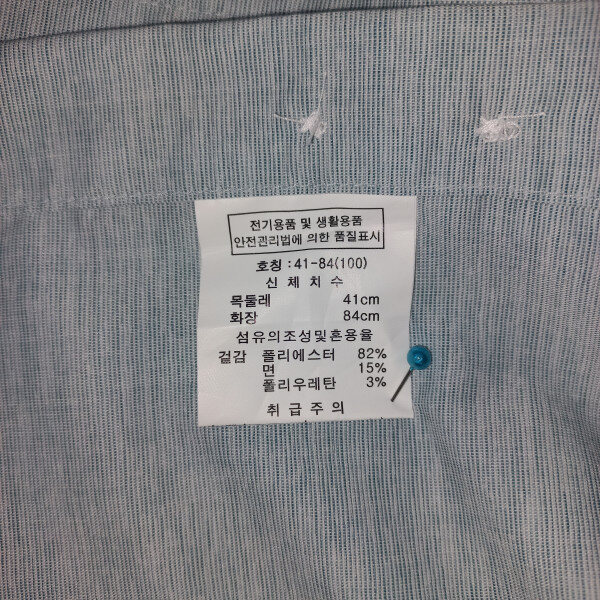 전기용품 및 생활용품
안전관리법에 의한 품질표시
호칭 : 41-84(100)
신 체 치 수
목둘레 41cm
화장 84cm
섬유의조성및혼용율
겉감 폴리에스터 82%
면 15%
폴리우레탄 3%
취 급 주 의